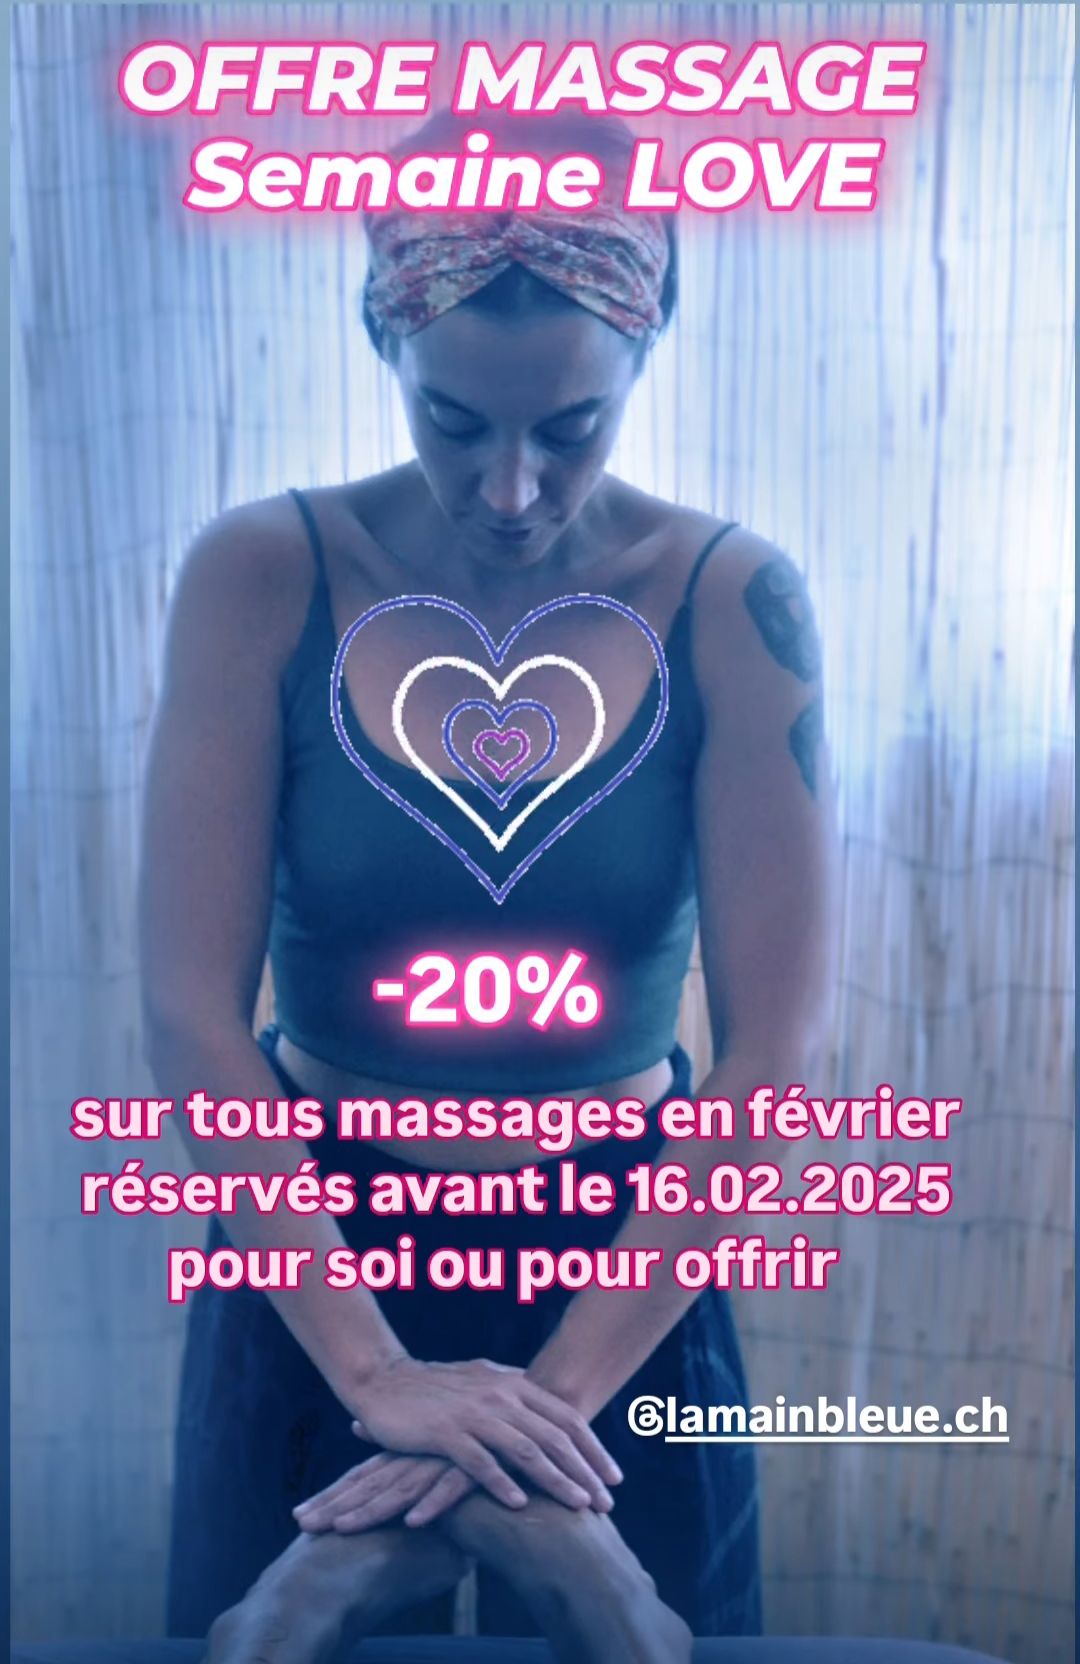 OFFRE MASSAGE
Semaine LOVE
-20%
sur tous massages en février
réservés avant le 16.02.2025
pour soi ou pour offrir
@lamainbleue.ch